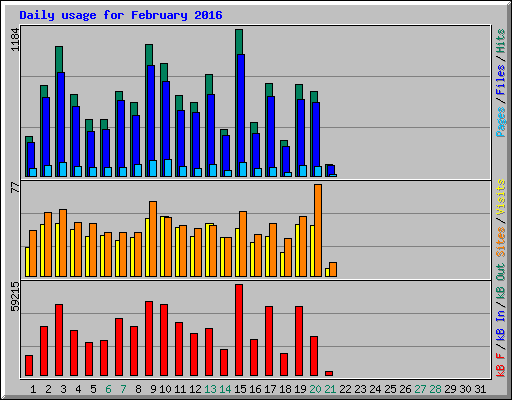 Daily usage for February 2016
1184
Pages / Files / Hits
77
Sites / Visits
59215
kB F / kB In / kB Out
1 2 3 4 5 6 7 8 9 10 11 12 13 14 15 16 17 18 19 20 21 22 23 24 25 26 27 28 29 30 31